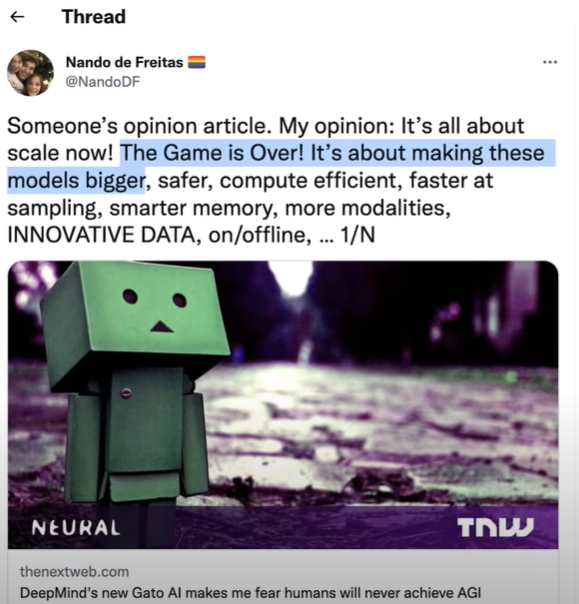 Thread
Nando de Freitas 🏳️‍🌈
@NandoDF
Someone's opinion article. My opinion: It's all about
scale now! The Game is Over! It's about making these
models bigger, safer, compute efficient, faster at
sampling, smarter memory, more modalities,
INNOVATIVE DATA, on/offline, ... 1/N
NEURAL
TNW
thenextweb.com
DeepMind's new Gato AI makes me fear humans will never achieve AGI